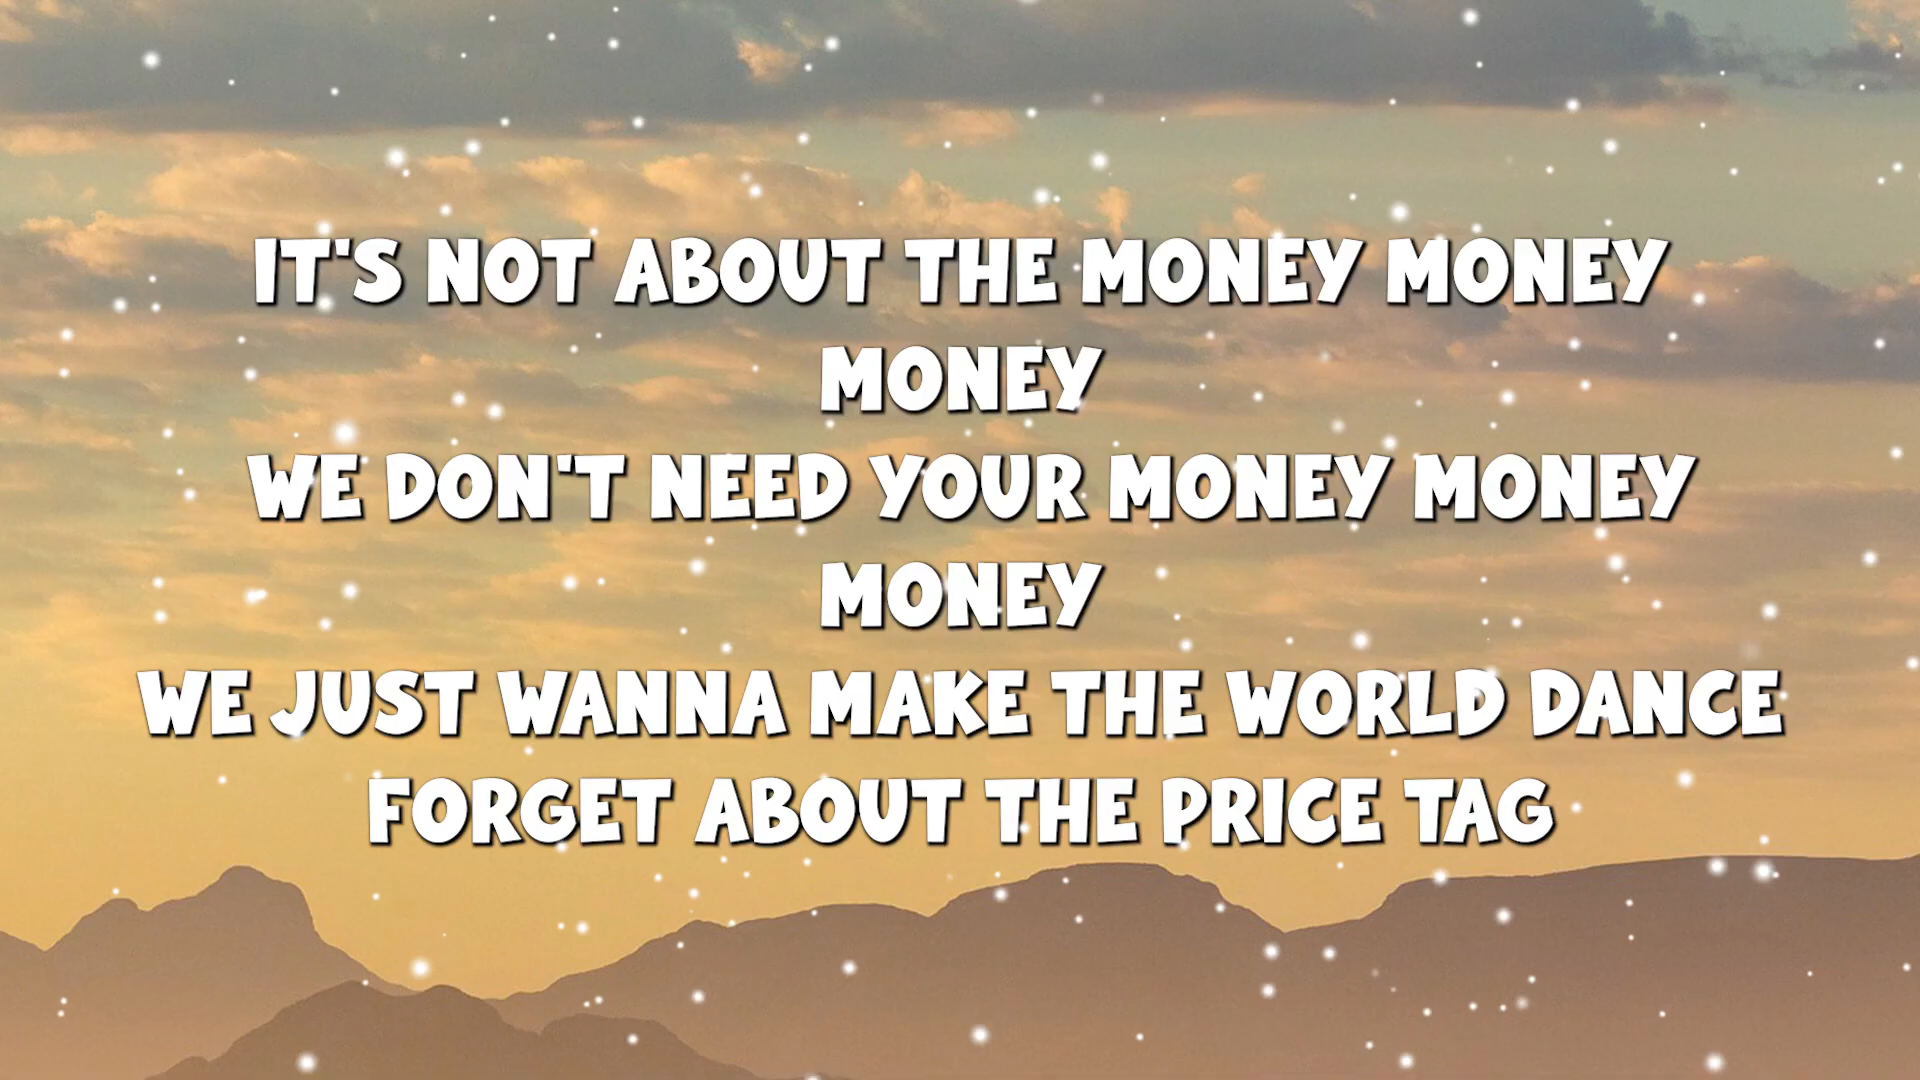 IT'S NOT ABOUT THE MONEY MONEY
MONEY
WE DON'T NEED YOUR MONEY MONEY
MONEY
WE JUST WANNA MAKE THE WORLD DANCE
FORGET ABOUT THE PRICE TAG